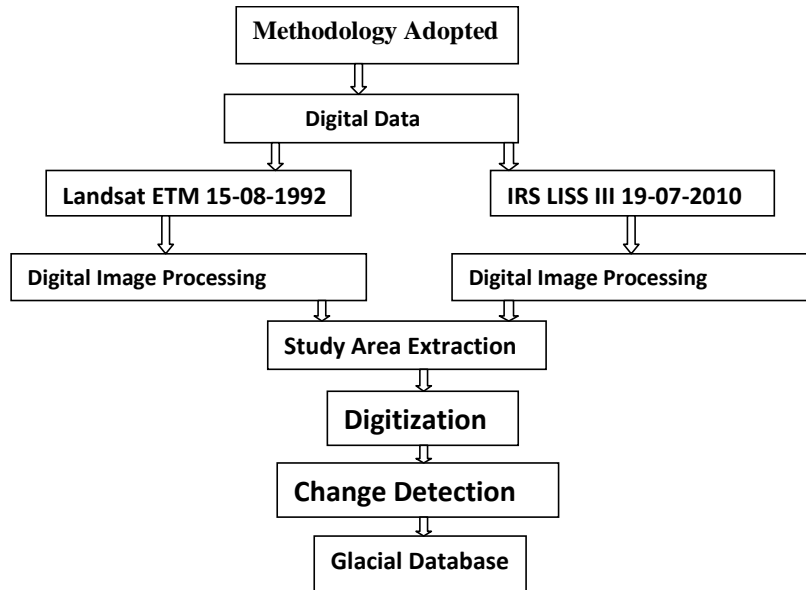 Methodology Adopted
Digital Data
Landsat ETM 15-08-1992
IRS LISS III 19-07-2010
Digital Image Processing
Digital Image Processing
Study Area Extraction
Digitization
Change Detection
Glacial Database